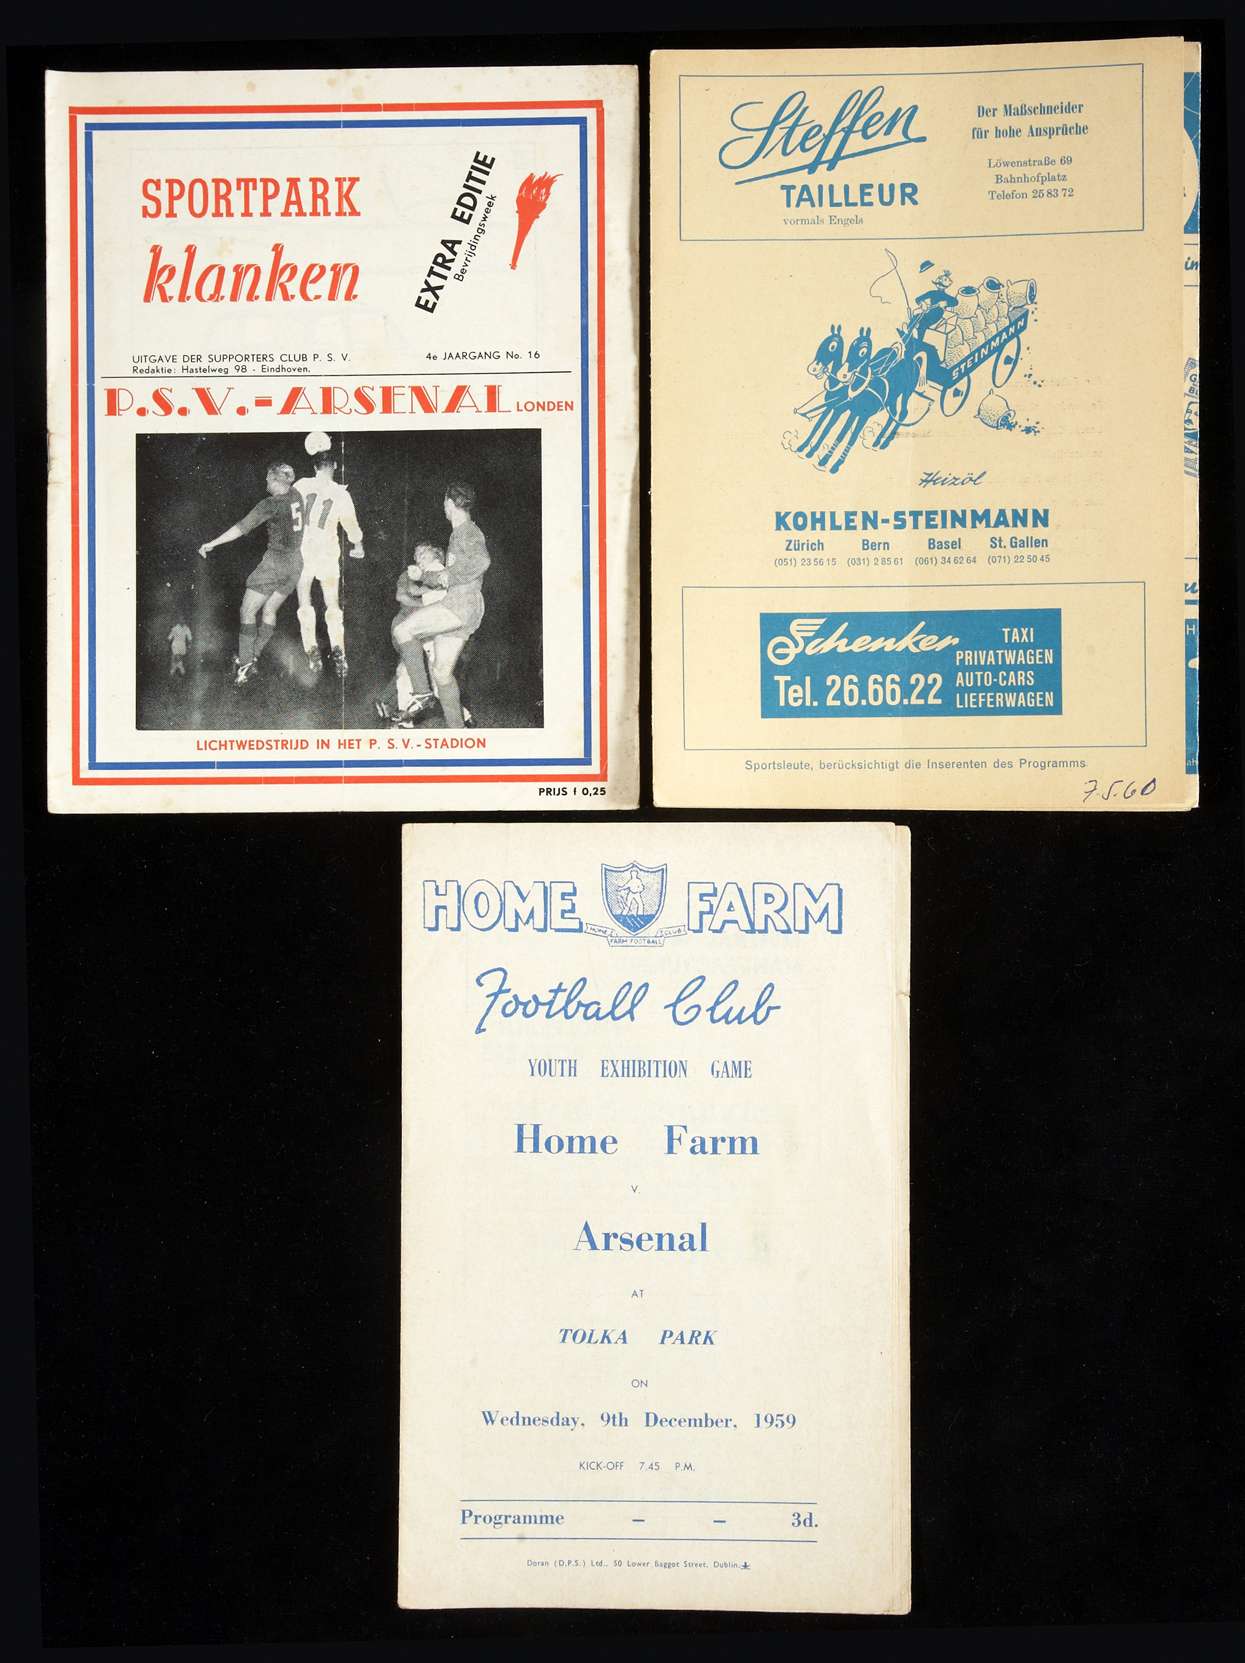 SPORTPARK
klanken
EXTRA EDITIE
Bevrijdingsweek
UITGAVE DER SUPPORTERS CLUB P. S. V.
Redaktie: Hastelweg 98 - Eindhoven.
4e JAARGANG No. 16
P.S.V.=ARSENAL LONDEN
5
11
LICHTWEDSTRIJD IN HET P. S. V. - STADION
PRIJS f 0,25
Steffen
TAILLEUR
vormals Engels
Der Maßschneider
für hohe Ansprüche
Löwenstraße 69
Bahnhofplatz
Telefon 25 83 72
STEINMANN
Heizöl
KOHLEN-STEINMANN
Zürich Bern Basel St. Gallen
(051) 23 56 15 (031) 2 85 61 (061) 34 62 64 (071) 22 50 45
Schenker
Tel. 26.66.22
TAXI
PRIVATWAGEN
AUTO-CARS
LIEFERWAGEN
Sportsleute, berücksichtigt die Inserenten des Programms
7.5.60
HOME FARM
HOME FARM FOOTBALL CLUB
Football Club
YOUTH EXHIBITION GAME
Home Farm
V.
Arsenal
AT
TOLKA PARK
ON
Wednesday, 9th December, 1959
KICK-OFF 7.45 P.M.
Programme - - 3d.
Doran (D.P.S.) Ltd., 50 Lower Baggot Street, Dublin.